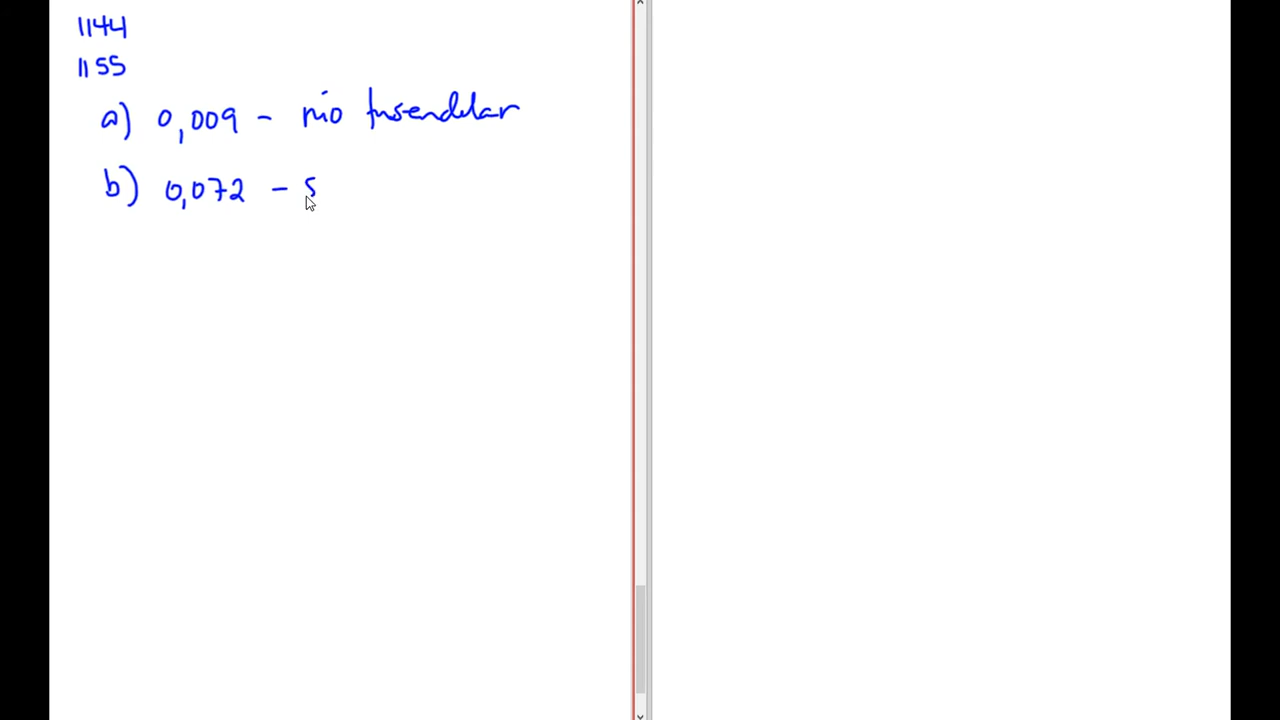 1144
1155
a) 0,009 - nio tusendelar
b) 0,072 - s